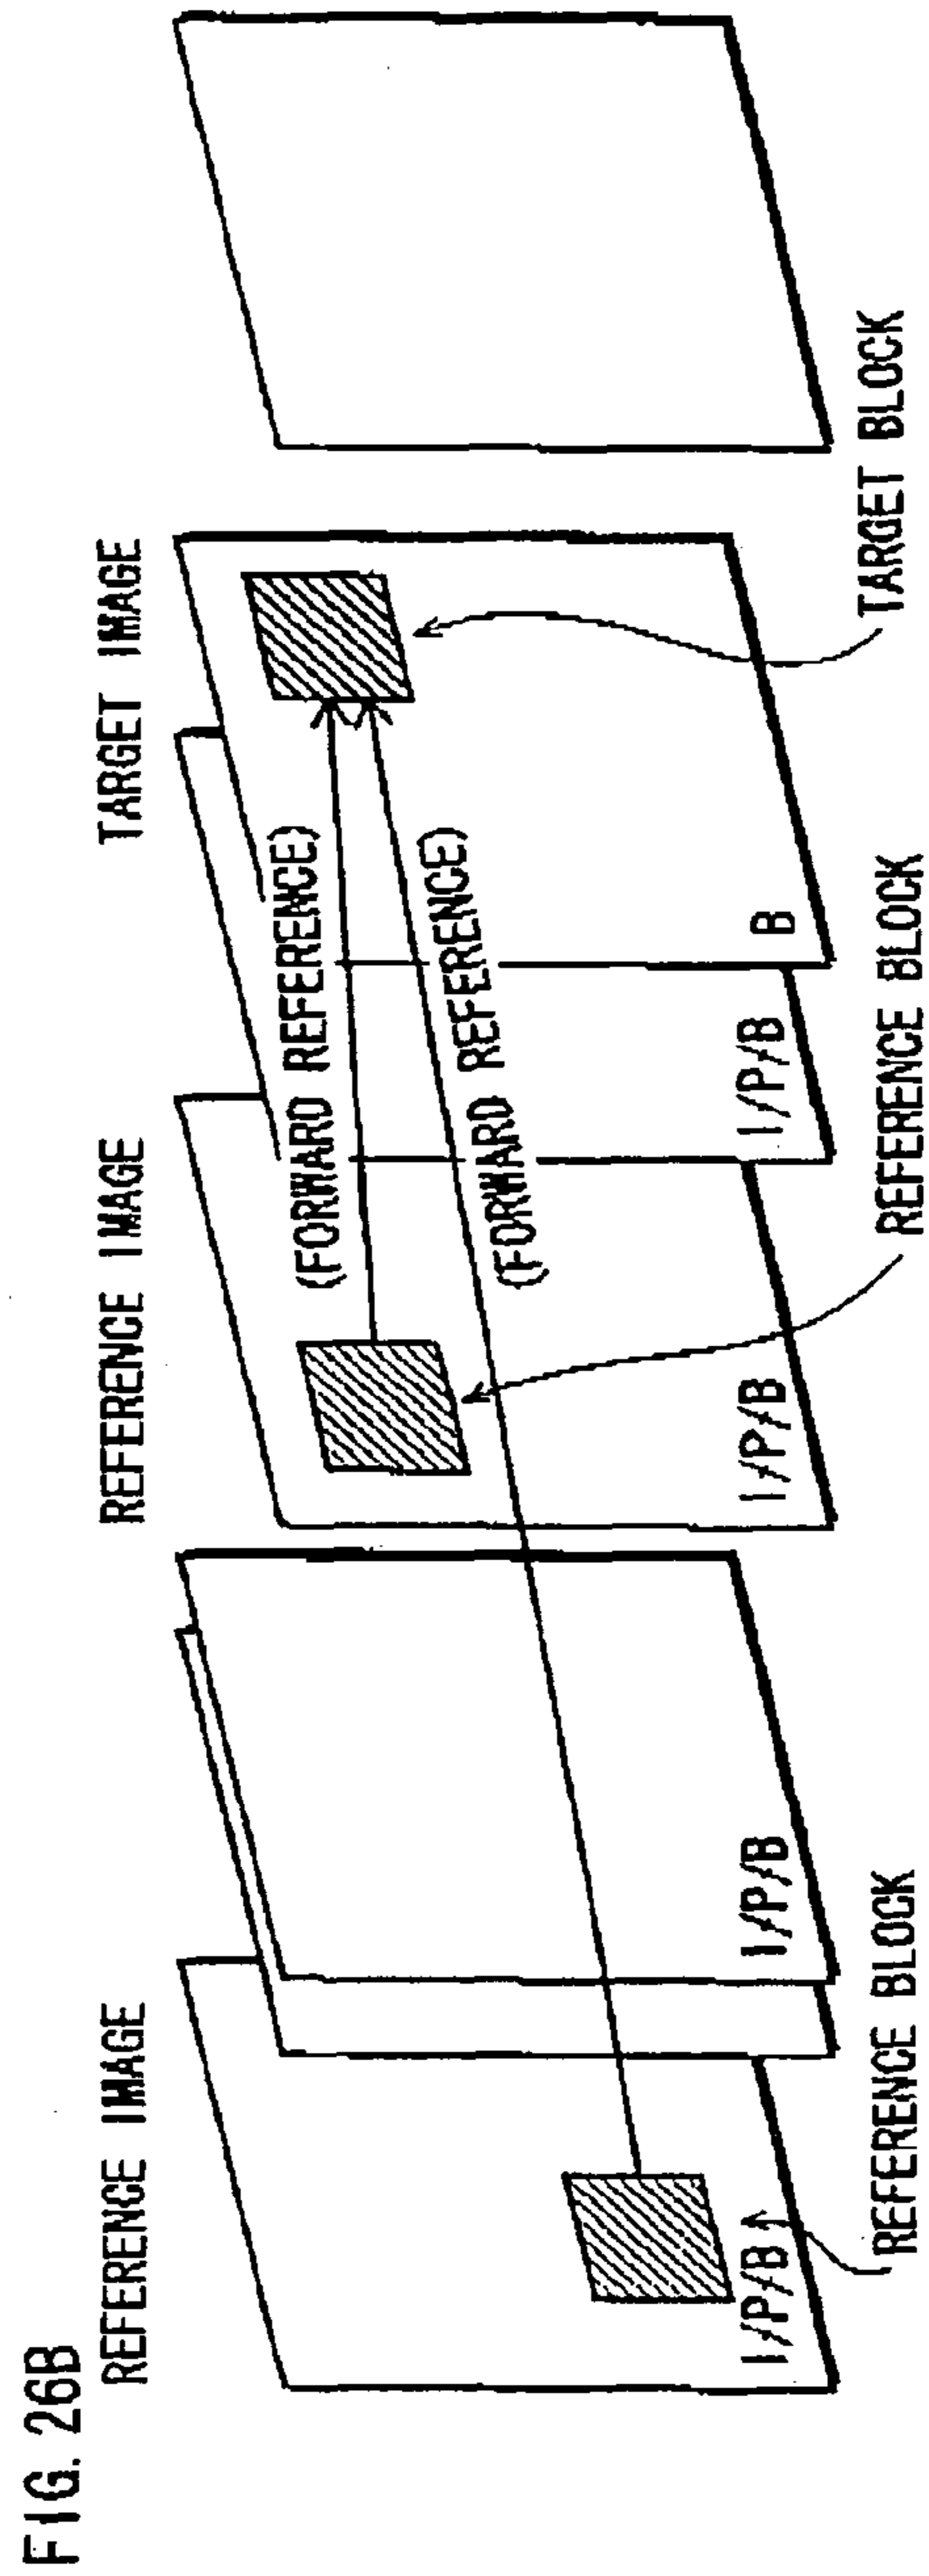 FIG. 26B
REFERENCE IMAGE
REFERENCE IMAGE
TARGET IMAGE
(FORWARD REFERENCE)
(FORWARD REFERENCE)
I/P/B
I/P/B
I/P/B
I/P/B
B
REFERENCE BLOCK
REFERENCE BLOCK
TARGET BLOCK